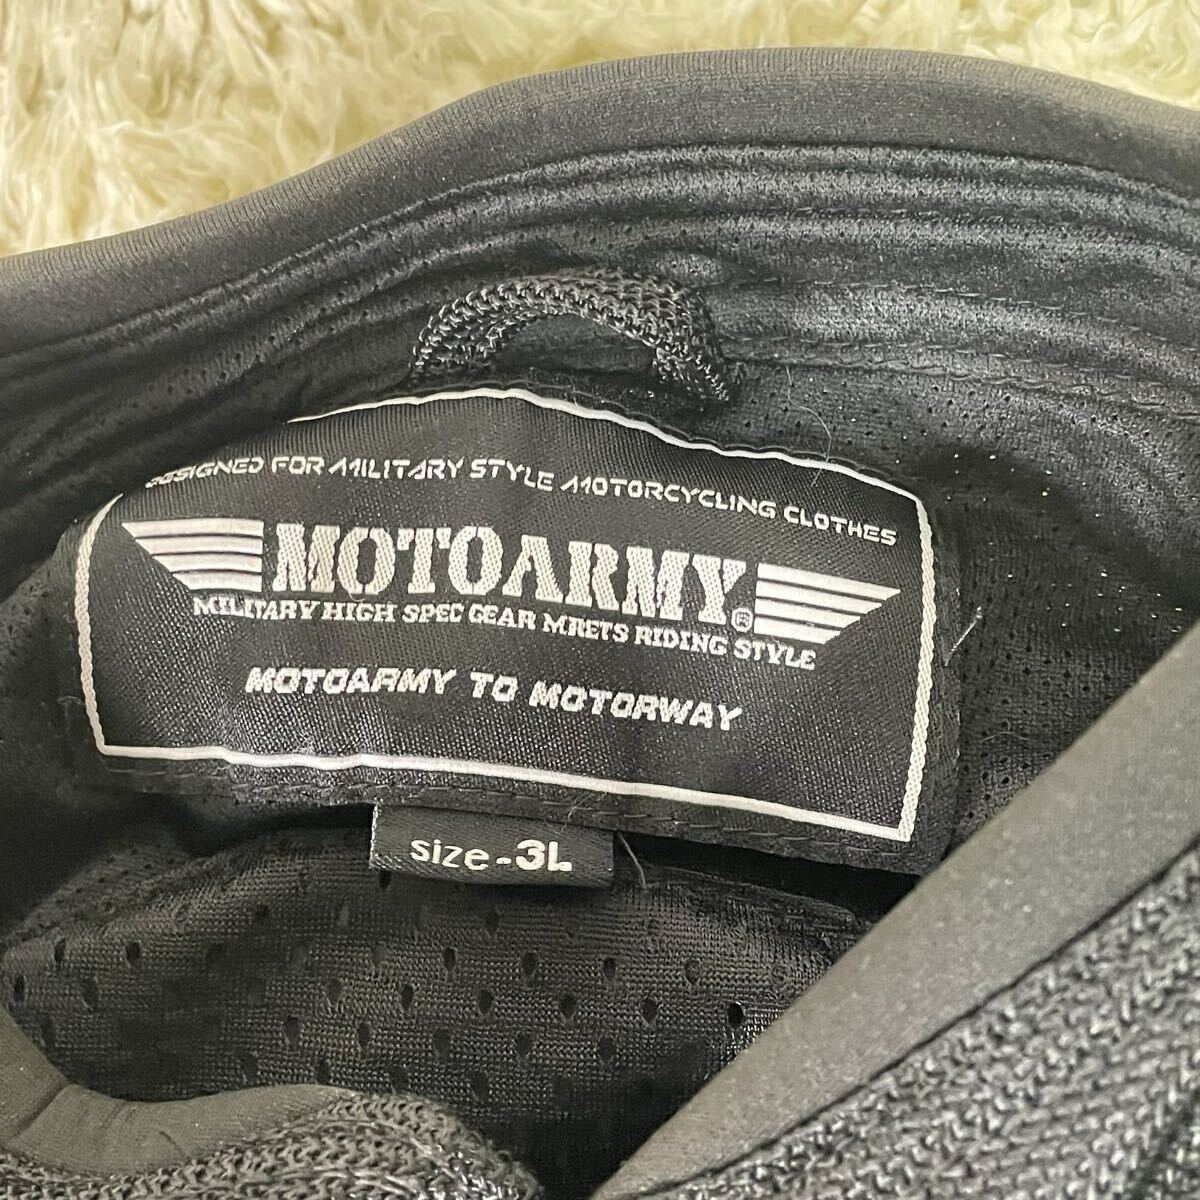 DESIGNED FOR MILITARY STYLE MOTORCYCLING CLOTHES
MOTOARMY®
MILITARY HIGH SPEC GEAR MRETS RIDING STYLE
MOTOARMY TO MOTORWAY
size-3L